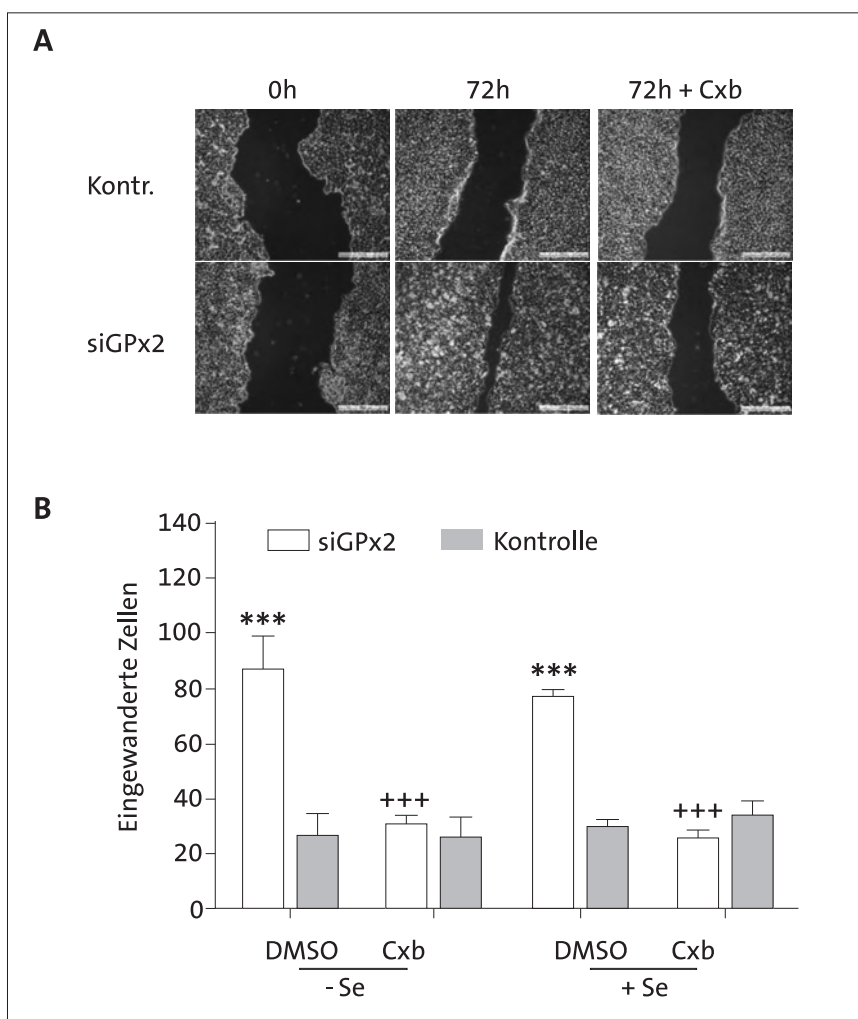 A
0h 72h 72h + Cxb
Kontr.
siGPx2
B
140
120
100
80
60
40
20
0
Eingewanderte Zellen
siGPx2 Kontrolle
***
+++
***
+++
DMSO Cxb DMSO Cxb
- Se + Se